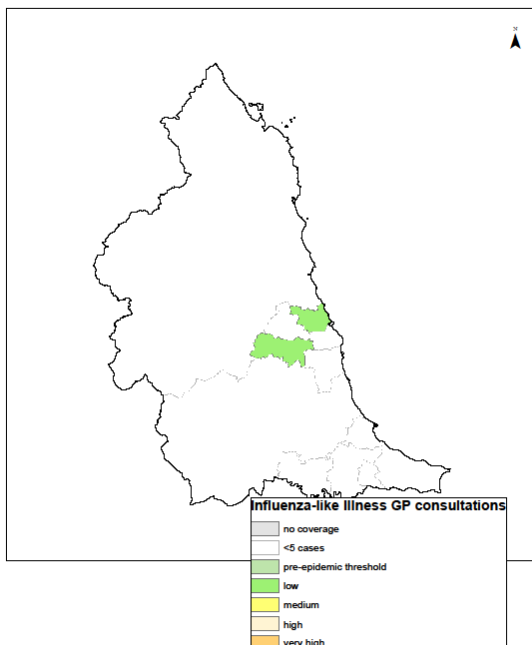 N
Influenza-like Illness GP consultations
no coverage
<5 cases
pre-epidemic threshold
low
medium
high
very high